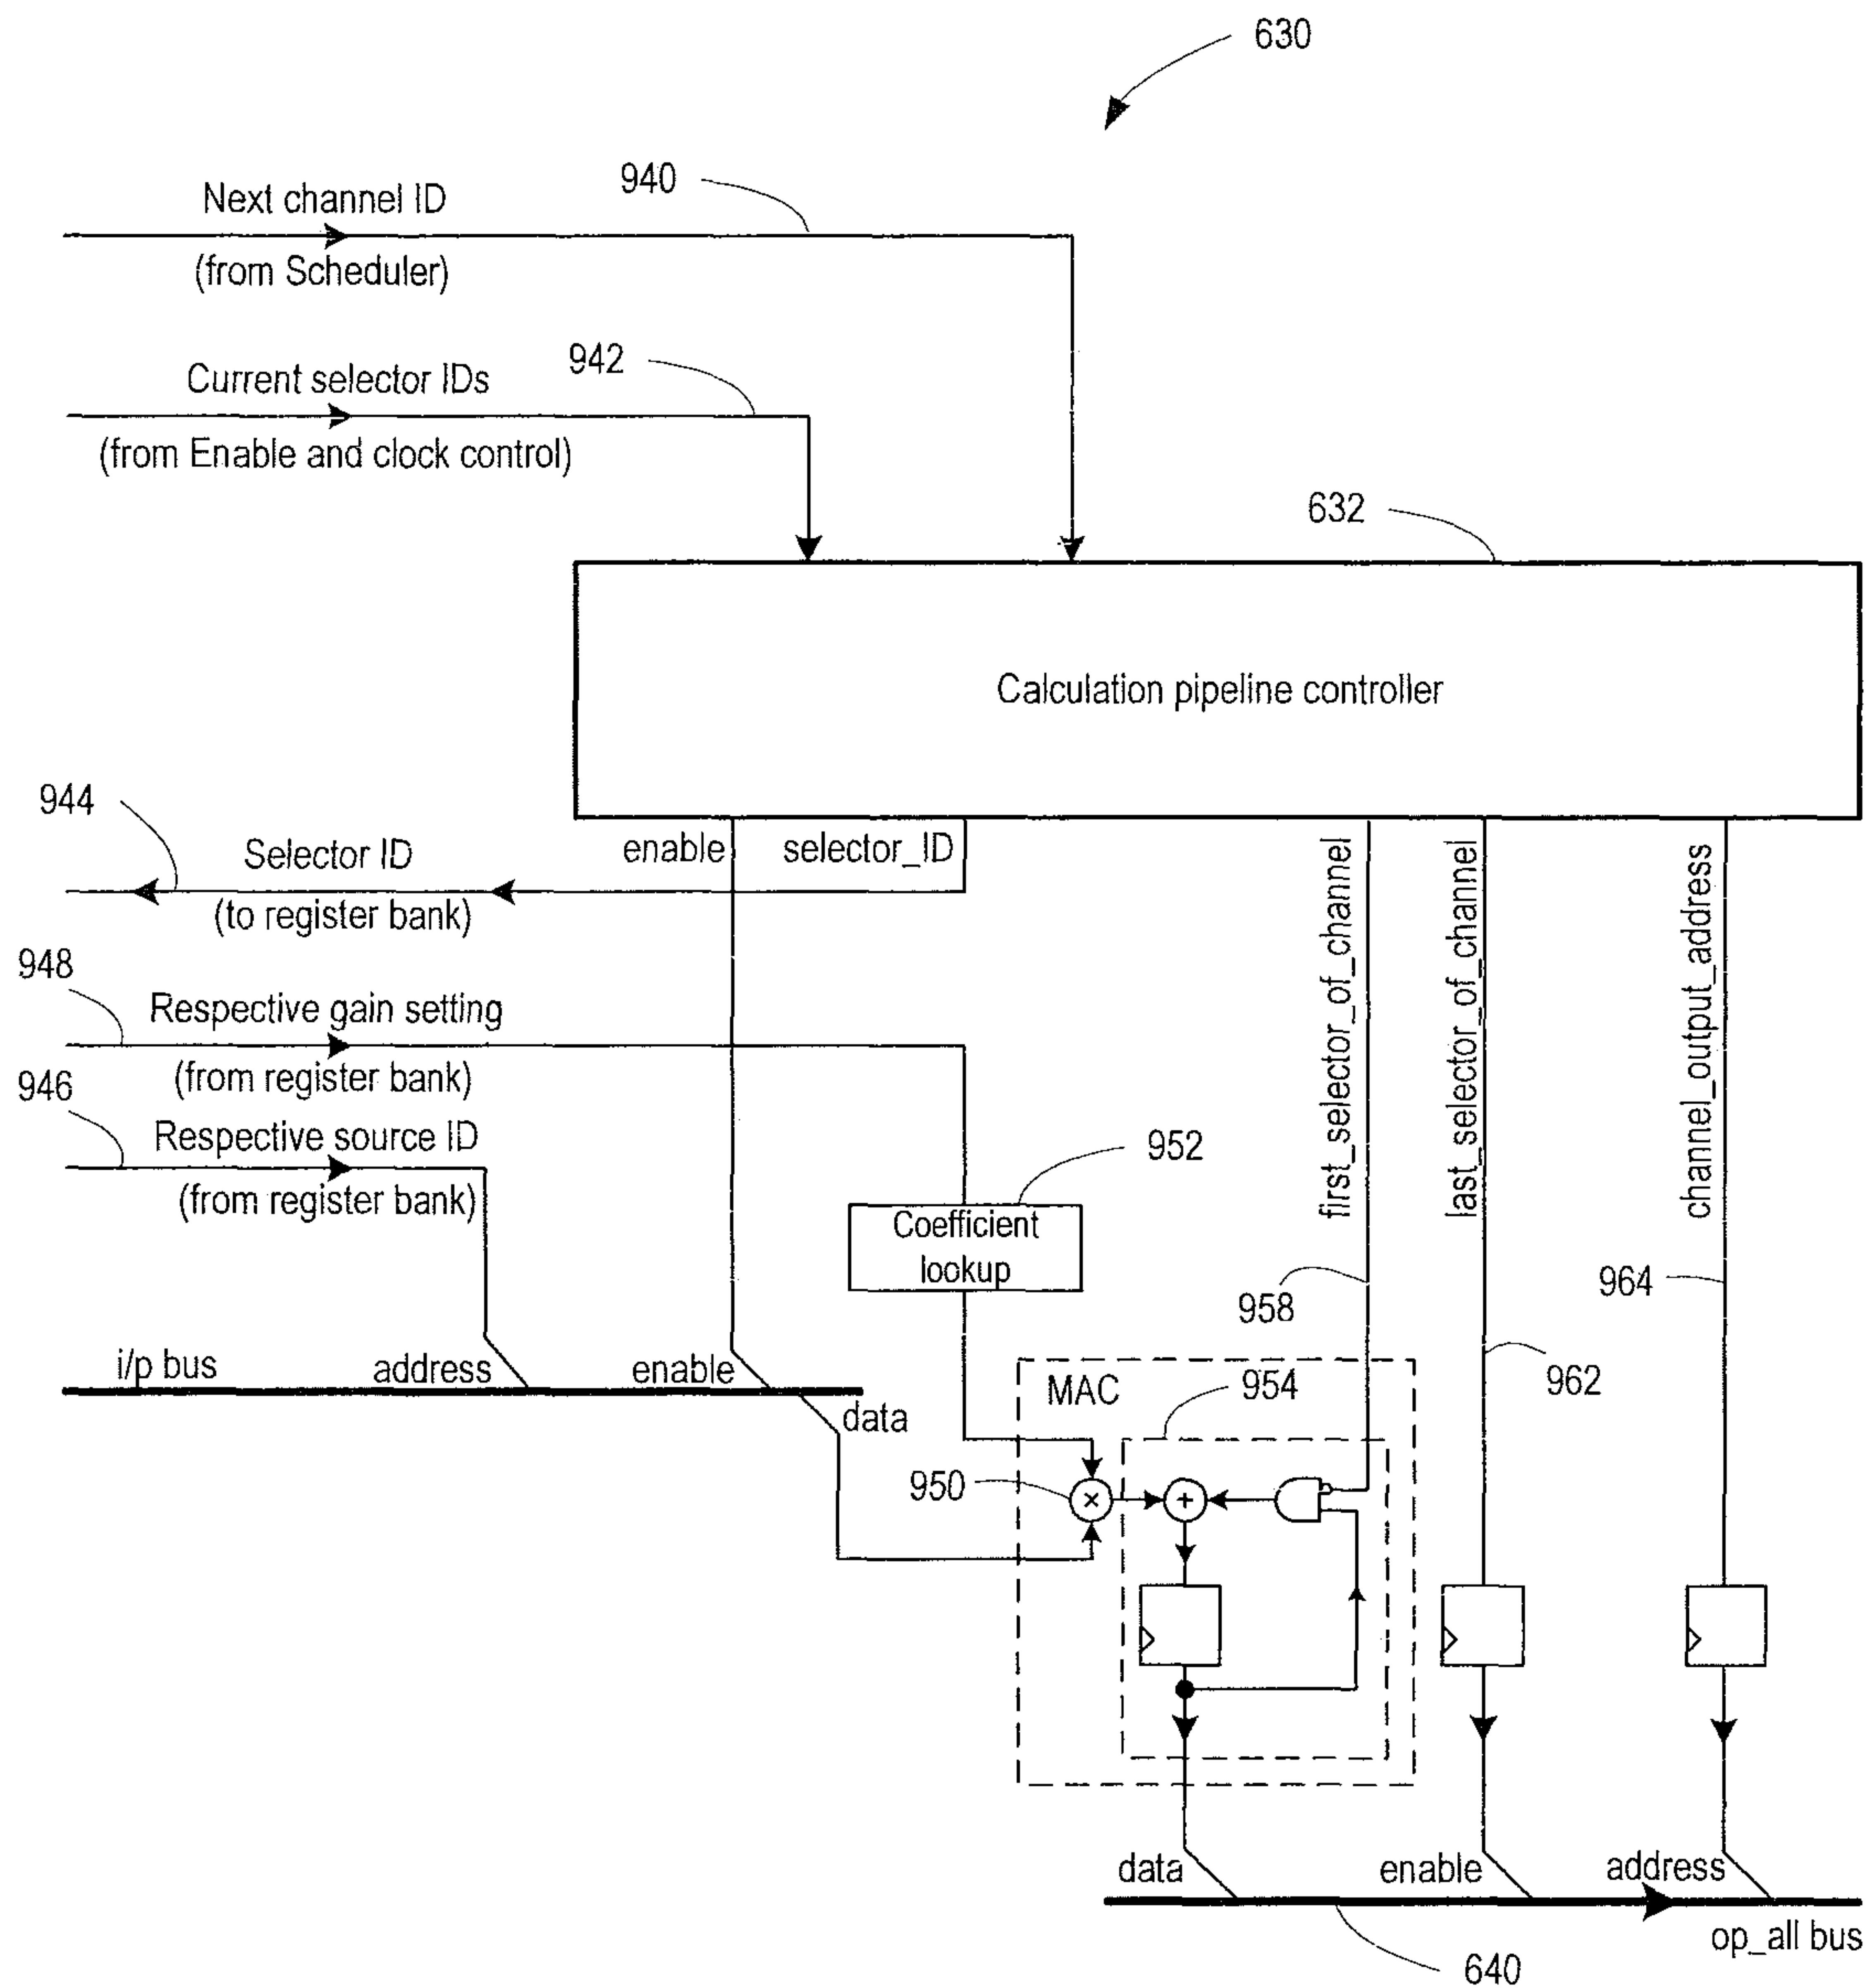 630
940
Next channel ID
(from Scheduler)
942
Current selector IDs
(from Enable and clock control)
632
Calculation pipeline controller
944
enable
selector_ID
Selector ID
(to register bank)
first_selector_of_channel
last_selector_of_channel
channel_output_address
948
Respective gain setting
(from register bank)
946
Respective source ID
(from register bank)
952
Coefficient
lookup
958
964
i/p bus
address
enable
962
MAC
954
data
950
×
+
data
enable
address
op_all bus
640